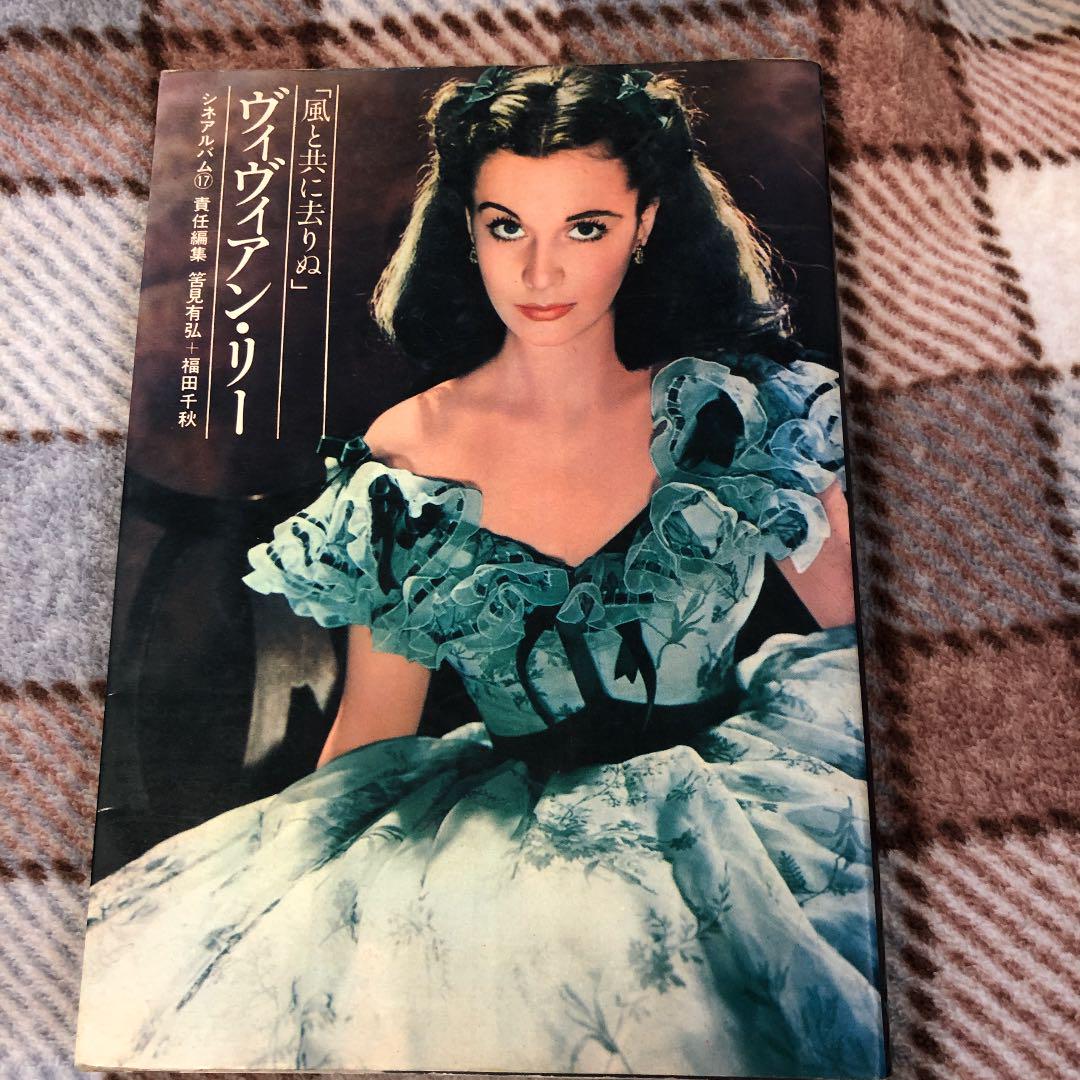 「風と共に去りぬ」
ヴィヴィアン・リー
シネアルバム⑰ 責任編集 筈見有弘+福田千秋